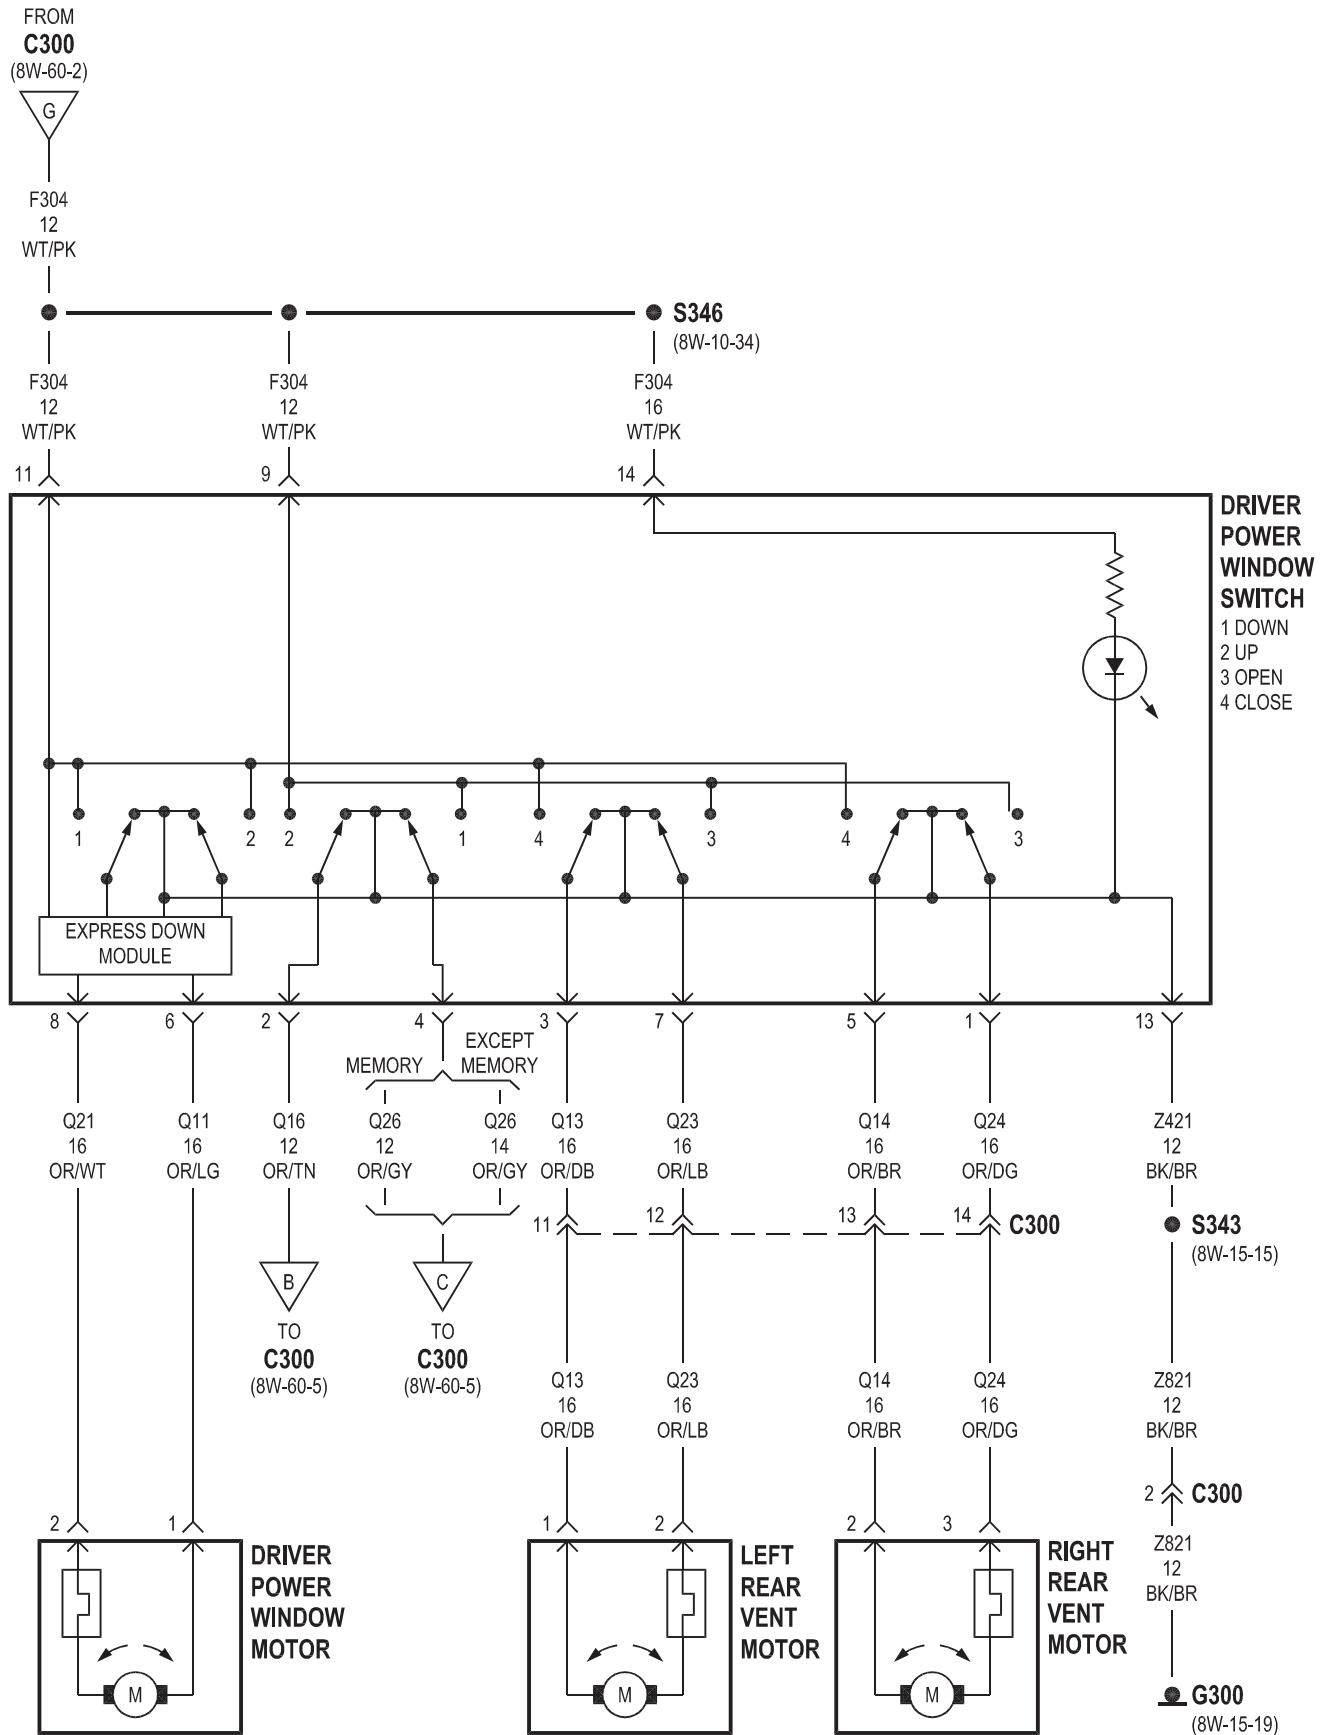 FROM
C300
(8W-60-2)
G
F304
12
WT/PK
S346
(8W-10-34)
F304 F304 F304
12 12 16
WT/PK WT/PK WT/PK
11 9 14
DRIVER
POWER
WINDOW
SWITCH
1 DOWN
2 UP
3 OPEN
4 CLOSE
1 2 2 1 4 3 4 3
EXPRESS DOWN
MODULE
8 6 2 4 3 7 5 1 13
MEMORY
EXCEPT
MEMORY
Q21 Q11 Q16 Q26 Q26 Q13 Q23 Q14 Q24 Z421
16 16 12 12 14 16 16 16 16 12
OR/WT OR/LG OR/TN OR/GY OR/GY OR/DB OR/LB OR/BR OR/DG BK/BR
11 12 13 14 C300
S343
(8W-15-15)
B C
TO TO
C300 C300
(8W-60-5) (8W-60-5)
Q13 Q23 Q14 Q24 Z821
16 16 16 16 12
OR/DB OR/LB OR/BR OR/DG BK/BR
2 C300
2 1 1 2 2 3
Z821
12
BK/BR
DRIVER
POWER
WINDOW
MOTOR
M
LEFT
REAR
VENT
MOTOR
M
RIGHT
REAR
VENT
MOTOR
M
G300
(8W-15-19)